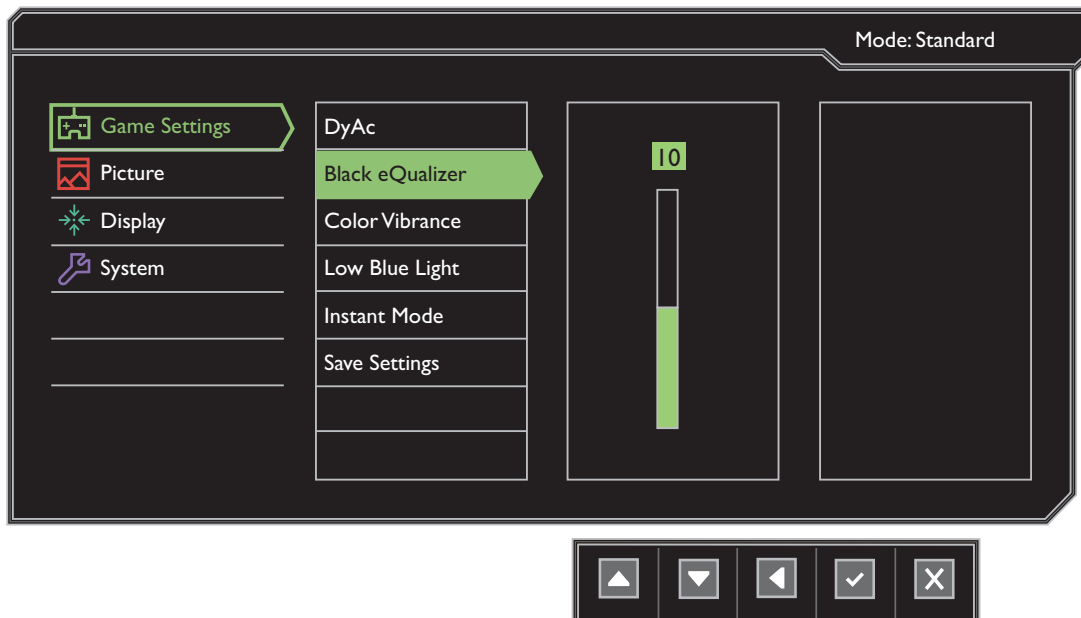 Mode: Standard
Game Settings
Picture
Display
System
DyAc
Black eQualizer
Color Vibrance
Low Blue Light
Instant Mode
Save Settings
10